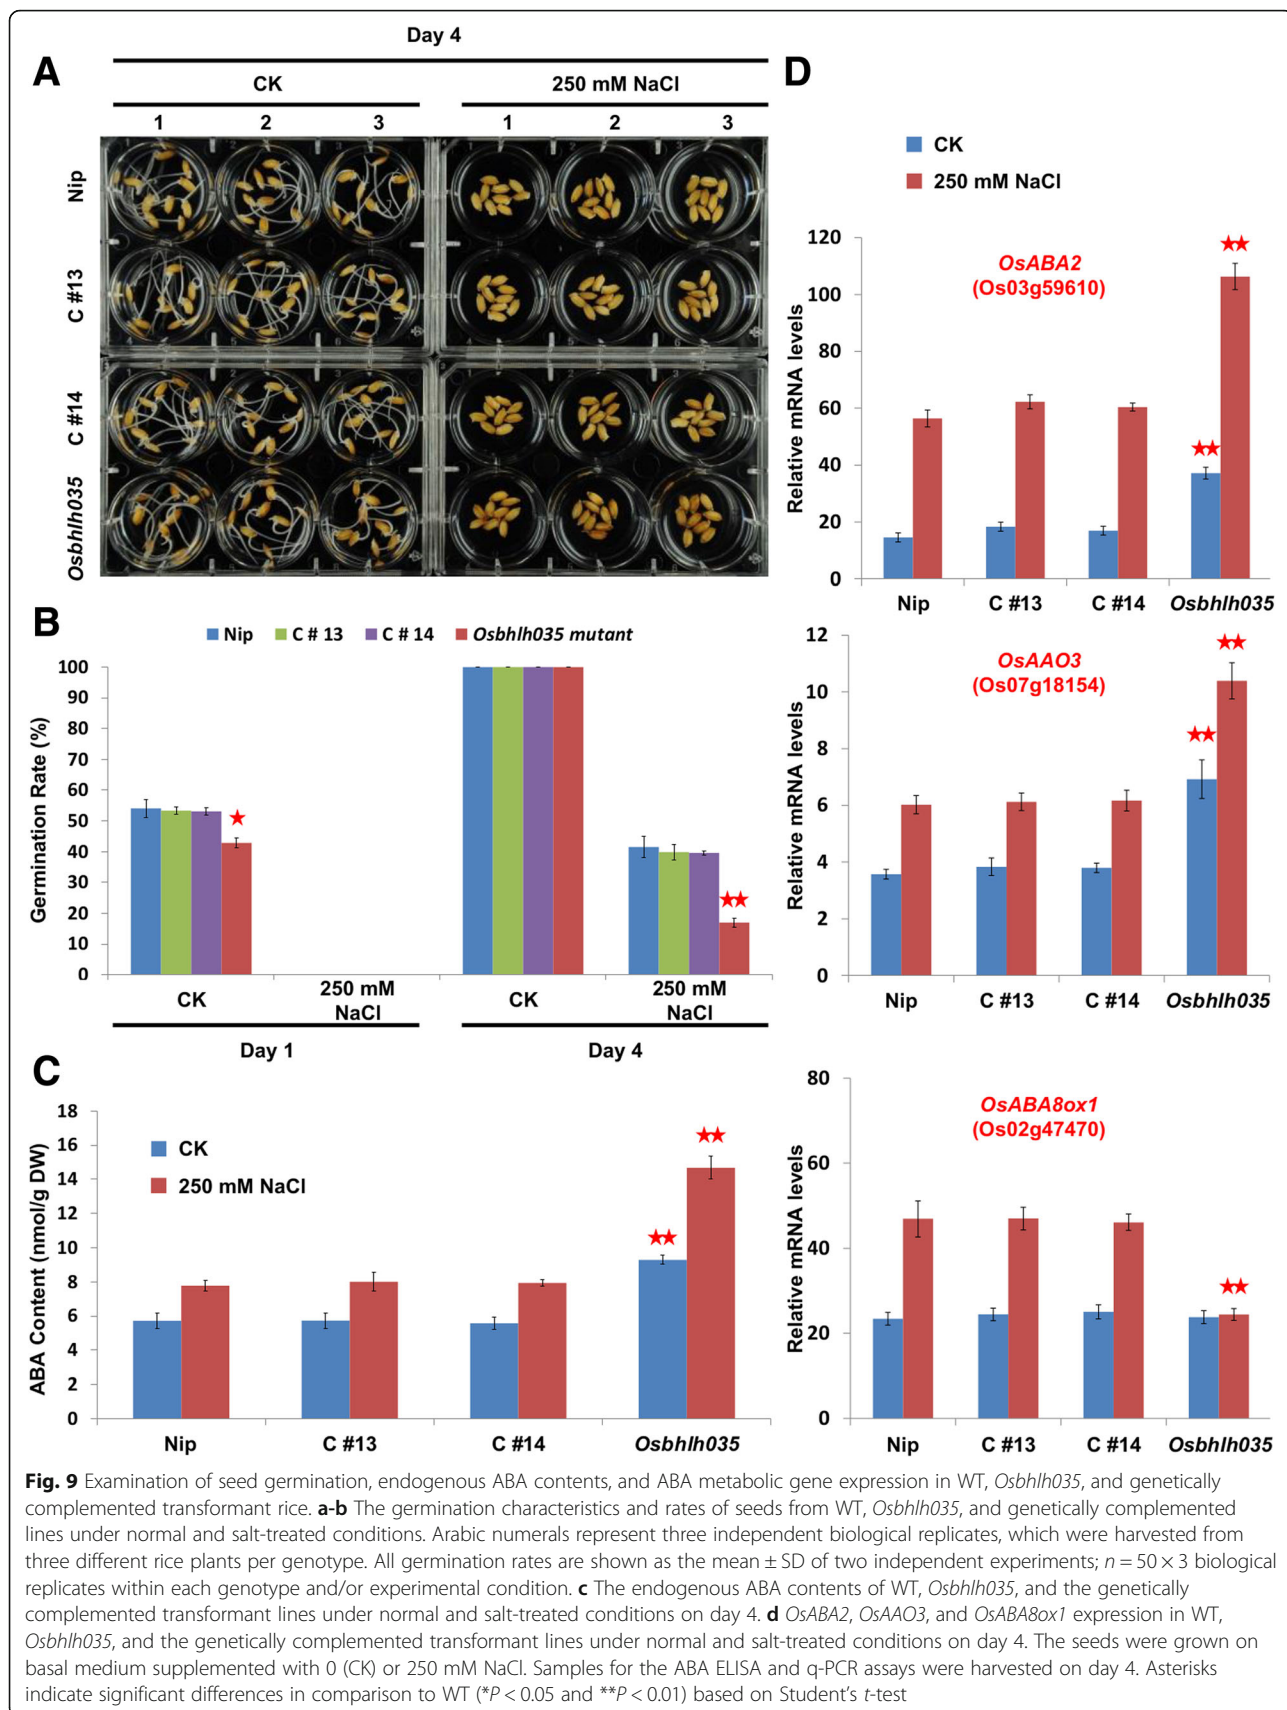 Day 4
A
CK
250 mM NaCl
1 2 3 1 2 3
Nip
C #13
C #14
Osbhlh035
B
Nip C # 13 C # 14 Osbhlh035 mutant
Germination Rate (%)
100
90
80
70
60
50
40
30
20
10
0
CK
250 mM
NaCl
CK
250 mM
NaCl
Day 1
Day 4
C
ABA Content (nmol/g DW)
18
16
14
12
10
8
6
4
2
0
CK
250 mM NaCl
Nip C #13 C #14 Osbhlh035
D
CK
250 mM NaCl
Relative mRNA levels
120
100
80
60
40
20
0
OsABA2
(Os03g59610)
Nip C #13 C #14 Osbhlh035
Relative mRNA levels
12
10
8
6
4
2
0
OsAAO3
(Os07g18154)
Nip C #13 C #14 Osbhlh035
Relative mRNA levels
80
60
40
20
0
OsABA8ox1
(Os02g47470)
Nip C #13 C #14 Osbhlh035
Fig. 9 Examination of seed germination, endogenous ABA contents, and ABA metabolic gene expression in WT, Osbhlh035, and genetically
complemented transformant rice. a-b The germination characteristics and rates of seeds from WT, Osbhlh035, and genetically complemented
lines under normal and salt-treated conditions. Arabic numerals represent three independent biological replicates, which were harvested from
three different rice plants per genotype. All germination rates are shown as the mean ± SD of two independent experiments; n = 50 × 3 biological
replicates within each genotype and/or experimental condition. c The endogenous ABA contents of WT, Osbhlh035, and the genetically
complemented transformant lines under normal and salt-treated conditions on day 4. d OsABA2, OsAAO3, and OsABA8ox1 expression in WT,
Osbhlh035, and the genetically complemented transformant lines under normal and salt-treated conditions on day 4. The seeds were grown on
basal medium supplemented with 0 (CK) or 250 mM NaCl. Samples for the ABA ELISA and q-PCR assays were harvested on day 4. Asterisks
indicate significant differences in comparison to WT (*P < 0.05 and **P < 0.01) based on Student's t-test